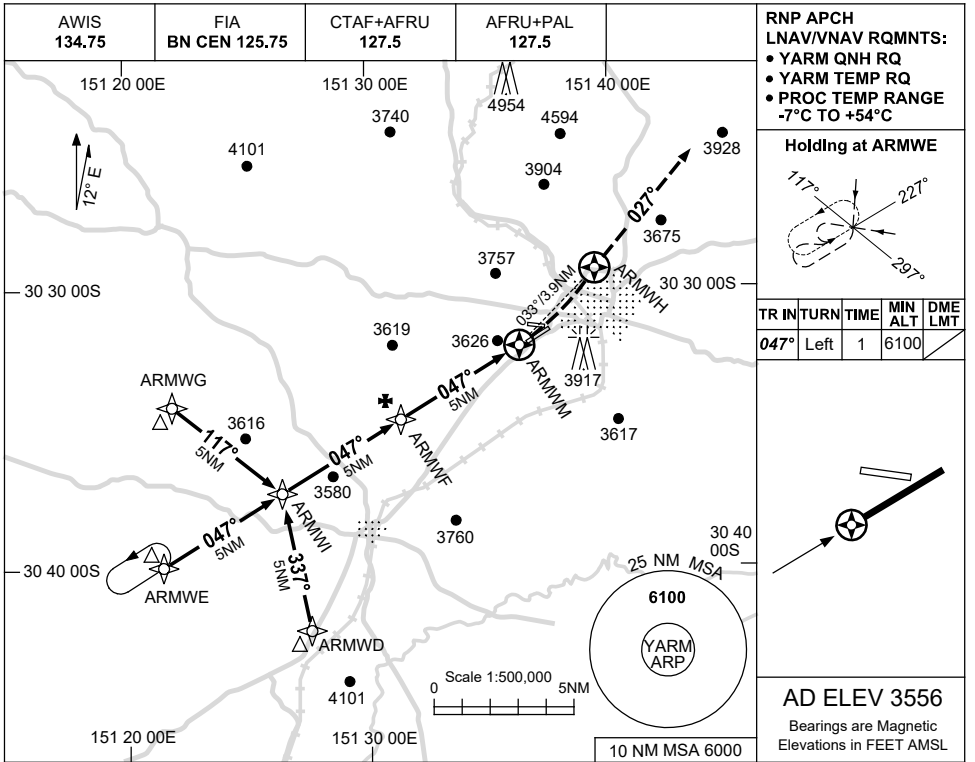 AWIS
134.75
FIA
BN CEN 125.75
CTAF+AFRU
127.5
AFRU+PAL
127.5
RNP APCH
LNAV/VNAV RQMNTS:
• YARM QNH RQ
• YARM TEMP RQ
• PROC TEMP RANGE
-7°C TO +54°C
151 20 00E
151 30 00E
151 40 00E
4954
3740
4594
4101
3904
3928
12° E
027°
3675
3757
30 30 00S
30 30 00S
ARMWH
033°/3.9NM
3619
3626
ARMWM
3917
047°
5NM
ARMWG
3616
117°
5NM
047°
5NM
ARMWF
3617
3580
ARMWI
3760
047°
5NM
30 40 00S
30 40
00S
ARMWE
337°
5NM
ARMWD
4101
25 NM MSA
6100
YARM
ARP
Scale 1:500,000
0
5NM
151 20 00E
151 30 00E
10 NM MSA 6000
Holding at ARMWE
117°
227°
297°
TR IN
TURN
TIME
MIN
ALT
DME
LMT
047°
Left
1
6100
AD ELEV 3556
Bearings are Magnetic
Elevations in FEET AMSL